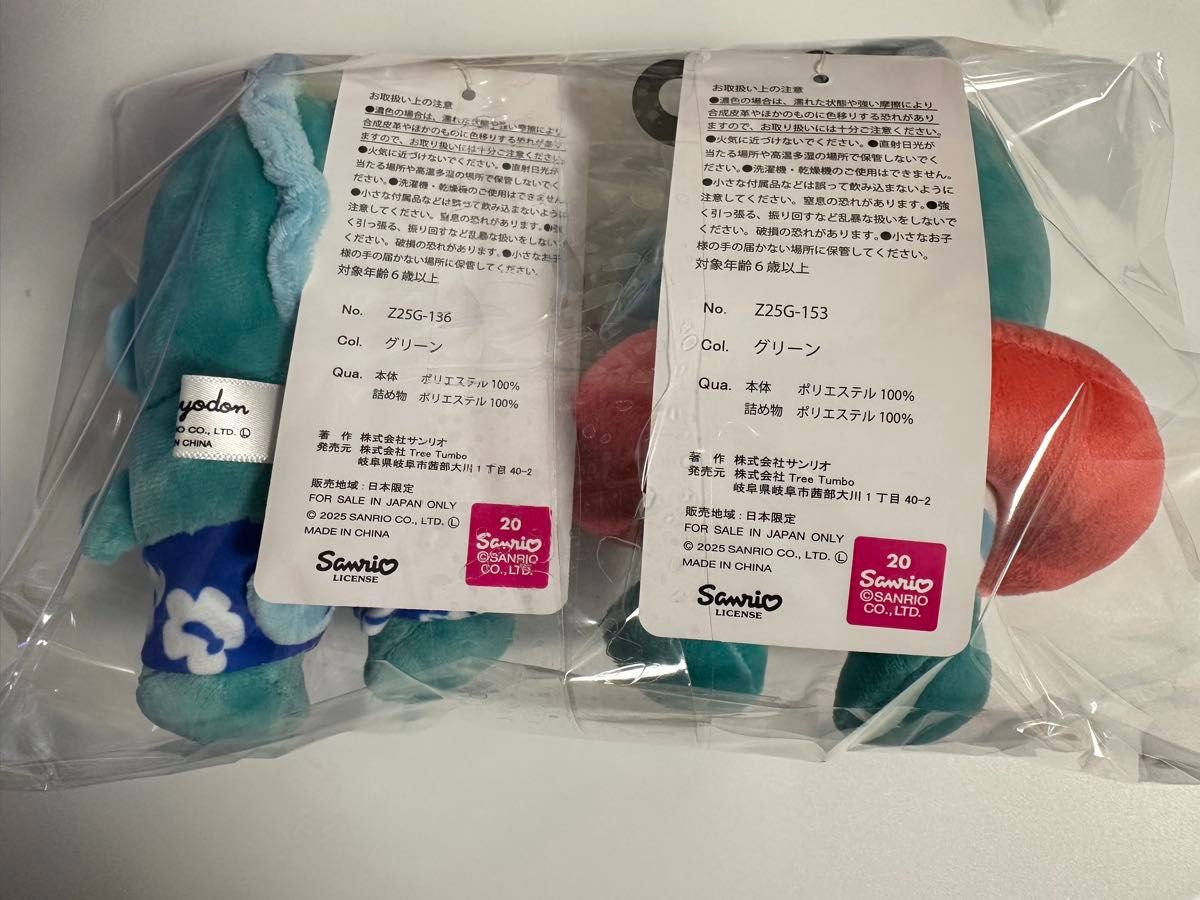 お取扱い上の注意
●濃色の場合は、濡れた状態や強い摩擦により
合成皮革やほかのものに色移りする恐れがあり
ますので、お取り扱いには十分ご注意ください。
●火気に近づけないでください。●直射日光が
当たる場所や高温多湿の場所で保管しないでく
ださい。●洗濯機・乾燥機のご使用はできません
●小さな付属品などは誤って飲み込まないように
注意してください。窒息の恐れがあります。●強
く引っ張る、振り回すなど乱暴な扱いをしない
ください。破損の恐れがあります。●小さなお子
様の手の届かない場所に保管してください。
対象年齢6歳以上
No. Z25G-136
Col. グリーン
Qua. 本体 ポリエステル100%
詰め物 ポリエステル100%
著作 株式会社サンリオ
発売元 株式会社Tree Tumbo
岐阜県岐阜市茜部大川1丁目40-2
販売地域:日本限定
FOR SALE IN JAPAN ONLY
© 2025 SANRIO CO., LTD. Ⓛ
MADE IN CHINA
Sanrio
LICENSE
20
Sanrio
©SANRIO
CO., LTD.
yodon
O CO., LTD. Ⓛ
N CHINA
お取扱い上の注意
●濃色の場合は、濡れた状態や強い摩擦により
合成皮革やほかのものに色移りする恐れがあり
ますので、お取り扱いには十分ご注意ください。
●火気に近づけないでください。●直射日光が
当たる場所や高温多湿の場所で保管しないでく
ださい。●洗濯機・乾燥機のご使用はできません。
●小さな付属品などは誤って飲み込まないように
注意してください。窒息の恐れがあります。●強
く引っ張る、振り回すなど乱暴な扱いをしないで
ください。破損の恐れがあります。●小さなお子
様の手の届かない場所に保管してください。
対象年齢6歳以上
No. Z25G-153
Col. グリーン
Qua. 本体 ポリエステル100%
詰め物 ポリエステル100%
著作 株式会社サンリオ
発売元 株式会社Tree Tumbo
岐阜県岐阜市茜部大川1丁目40-2
販売地域:日本限定
FOR SALE IN JAPAN ONLY
© 2025 SANRIO CO., LTD. Ⓛ
MADE IN CHINA
Sanrio
LICENSE
20
Sanrio
©SANRIO
CO., LTD.